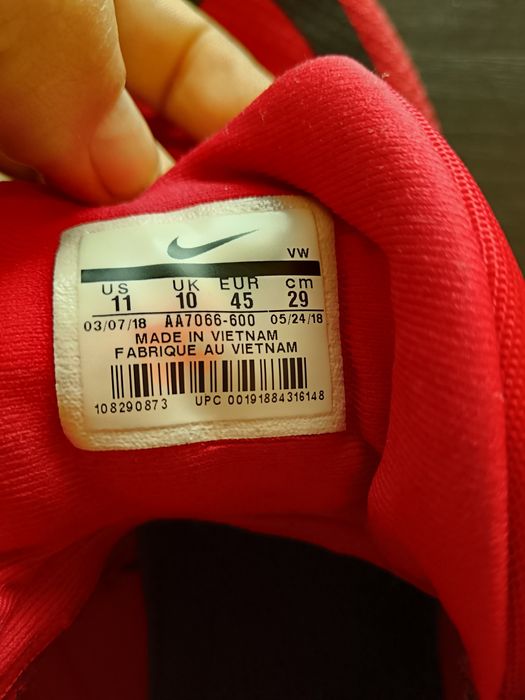 VW
US UK EUR cm
11 10 45 29
03/07/18 AA7066-600 05/24/18
MADE IN VIETNAM
FABRIQUE AU VIETNAM
108290873 UPC 00191884316148